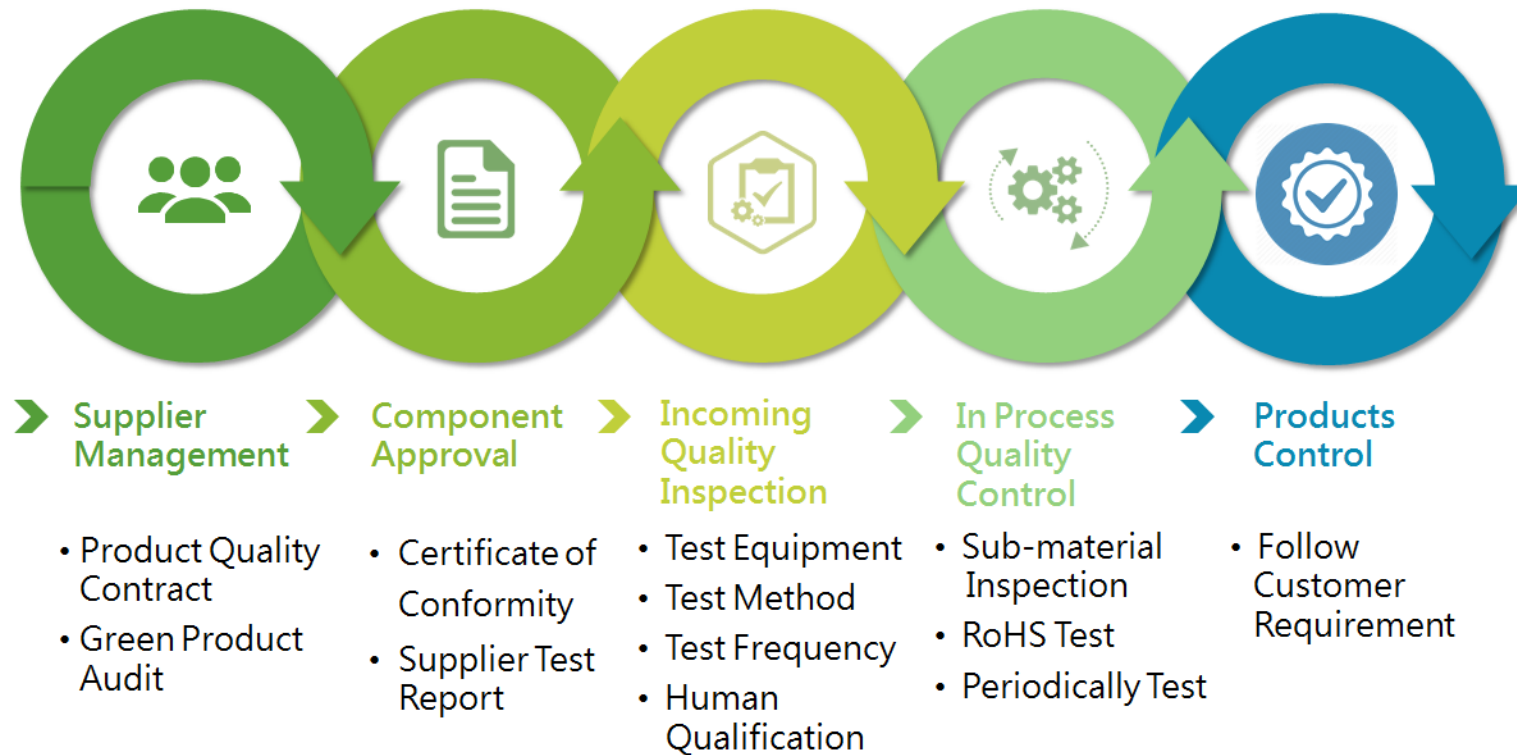 Supplier
Management
• Product Quality
Contract
• Green Product
Audit
Component
Approval
• Certificate of
Conformity
• Supplier Test
Report
Incoming
Quality
Inspection
• Test Equipment
• Test Method
• Test Frequency
• Human
Qualification
In Process
Quality
Control
• Sub-material
Inspection
• RoHS Test
• Periodically Test
Products
Control
• Follow
Customer
Requirement